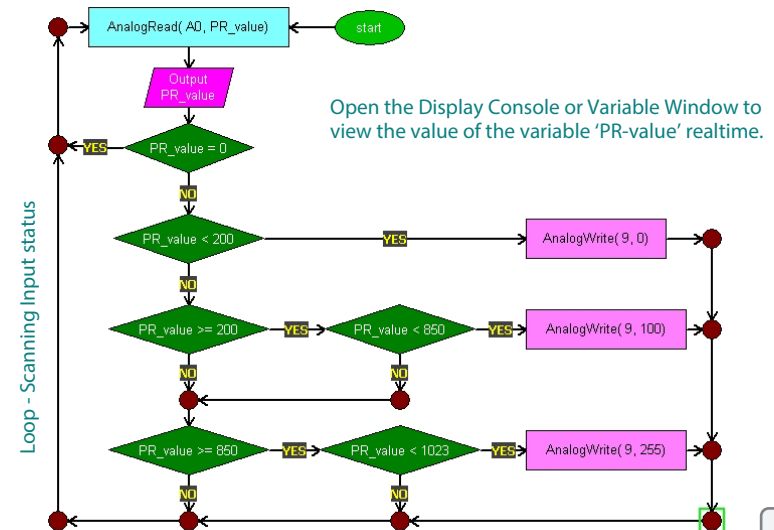 AnalogRead( A0, PR_value)
start
Output
PR_value
Open the Display Console or Variable Window to
view the value of the variable 'PR-value' realtime.
YES
PR_value = 0
NO
PR_value < 200
YES
AnalogWrite( 9, 0)
NO
PR_value >= 200
YES
PR_value < 850
YES
AnalogWrite( 9, 100)
NO
NO
PR_value >= 850
YES
PR_value < 1023
YES
AnalogWrite( 9, 255)
NO
NO
Loop - Scanning Input status